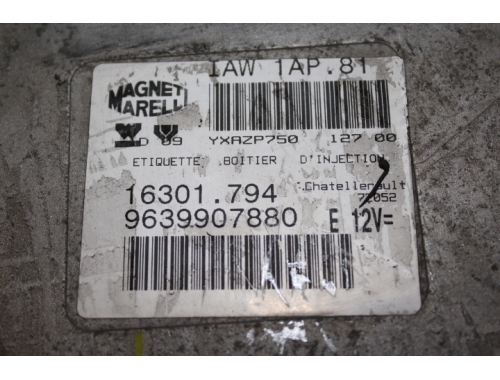 IAW 1AP.81
MAGNETI
MARELLI
D 09 YXAZP750 127 00
ETIQUETTE BOITIER D'INJECTION
16301.794 Chatellerault
72052
9639907880 E 12V=